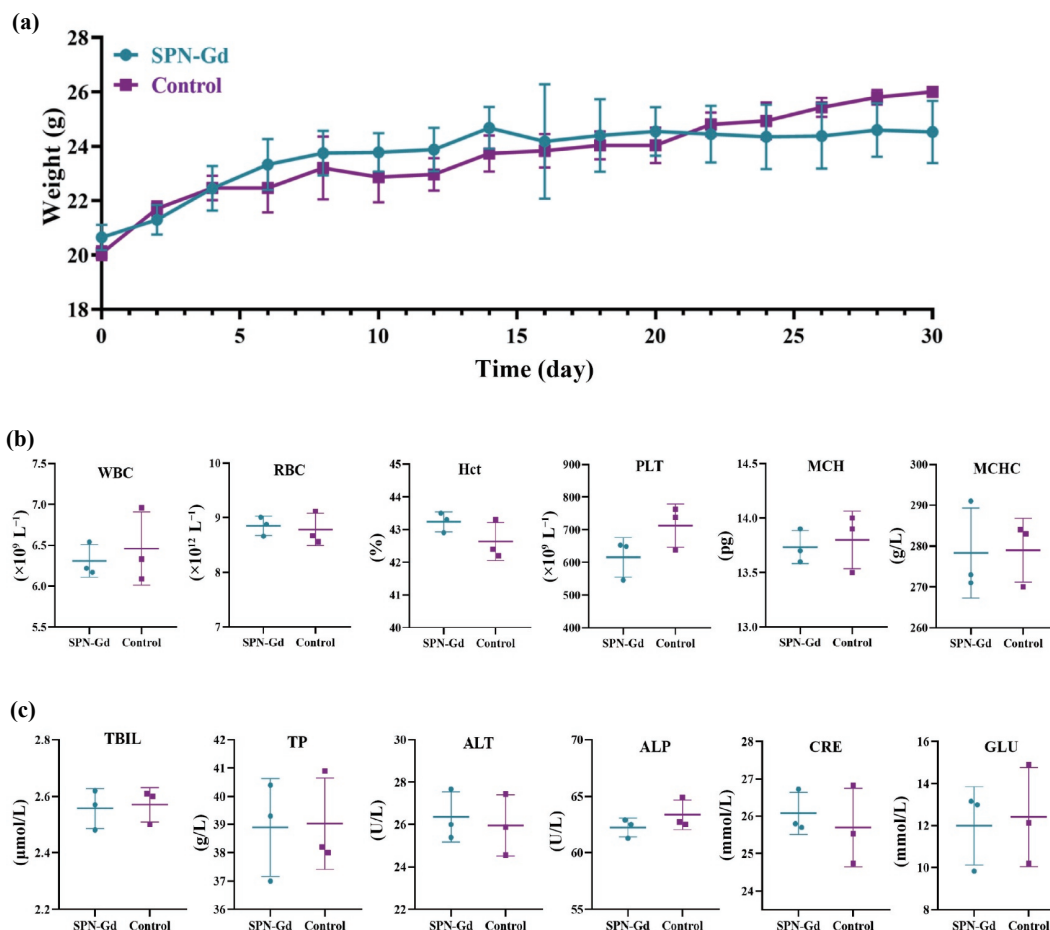 (a)
28
26
24
22
20
18
Weight (g)
SPN-Gd
Control
0 5 10 15 20 25 30
Time (day)
(b)
WBC
7.5
7.0
6.5
6.0
5.5
(×10⁹ L⁻¹)
SPN-Gd Control
RBC
10
9
8
7
(×10¹² L⁻¹)
SPN-Gd Control
Hct
45
44
43
42
41
40
(%)
SPN-Gd Control
PLT
900
800
700
600
500
400
(×10⁹ L⁻¹)
SPN-Gd Control
MCH
14.5
14.0
13.5
13.0
(pg)
SPN-Gd Control
MCHC
300
290
280
270
260
(g/L)
SPN-Gd Control
(c)
TBIL
2.8
2.6
2.4
2.2
(μmol/L)
SPN-Gd Control
TP
42
41
40
39
38
37
36
(g/L)
SPN-Gd Control
ALT
30
28
26
24
22
(U/L)
SPN-Gd Control
ALP
70
65
60
55
(U/L)
SPN-Gd Control
CRE
28
27
26
25
24
23
(mmol/L)
SPN-Gd Control
GLU
16
14
12
10
8
(mmol/L)
SPN-Gd Control